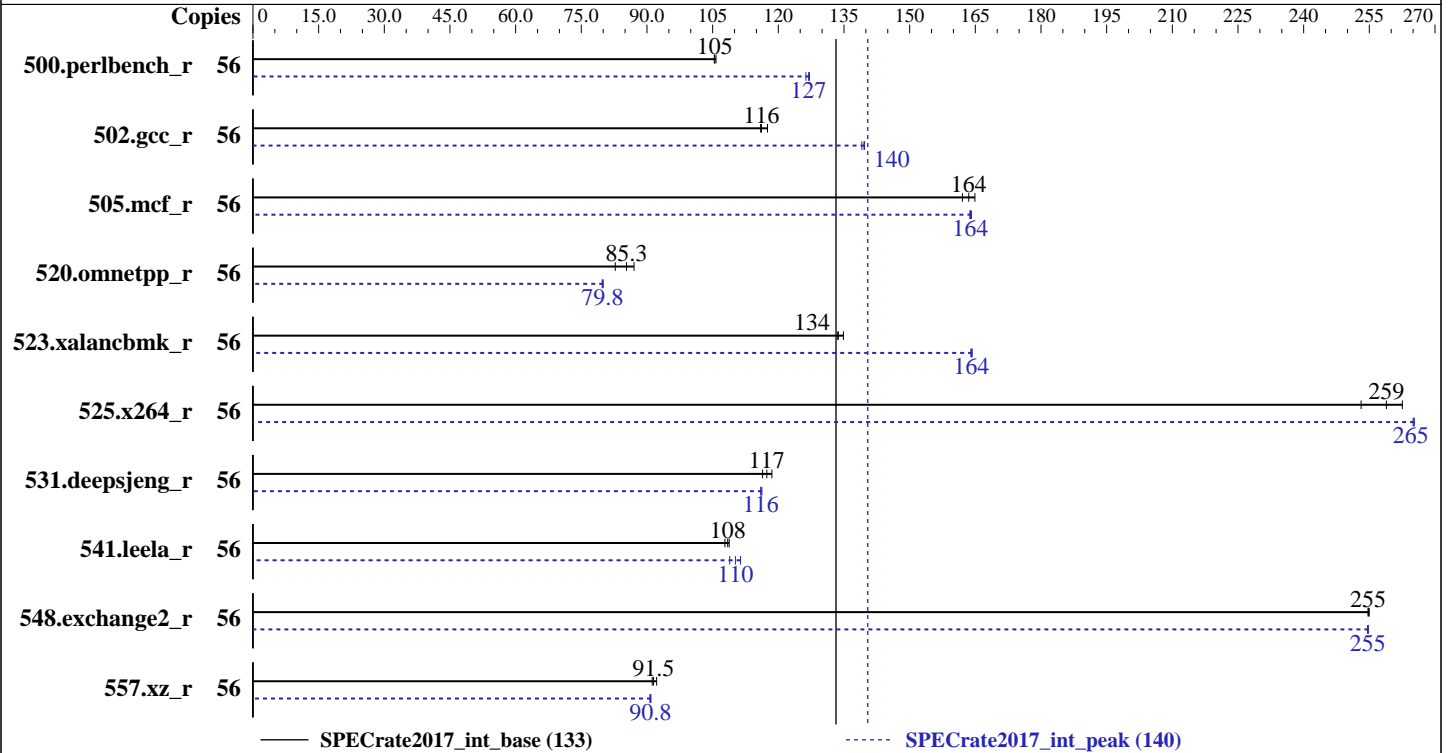 Copies 0 15.0 30.0 45.0 60.0 75.0 90.0 105 120 135 150 165 180 195 210 225 240 255 270
105
500.perlbench_r 56
127
116
502.gcc_r 56
140
164
505.mcf_r 56
164
85.3
520.omnetpp_r 56
79.8
134
523.xalancbmk_r 56
164
259
525.x264_r 56
265
117
531.deepsjeng_r 56
116
108
541.leela_r 56
110
255
548.exchange2_r 56
255
91.5
557.xz_r 56
90.8
SPECrate2017_int_base (133) SPECrate2017_int_peak (140)